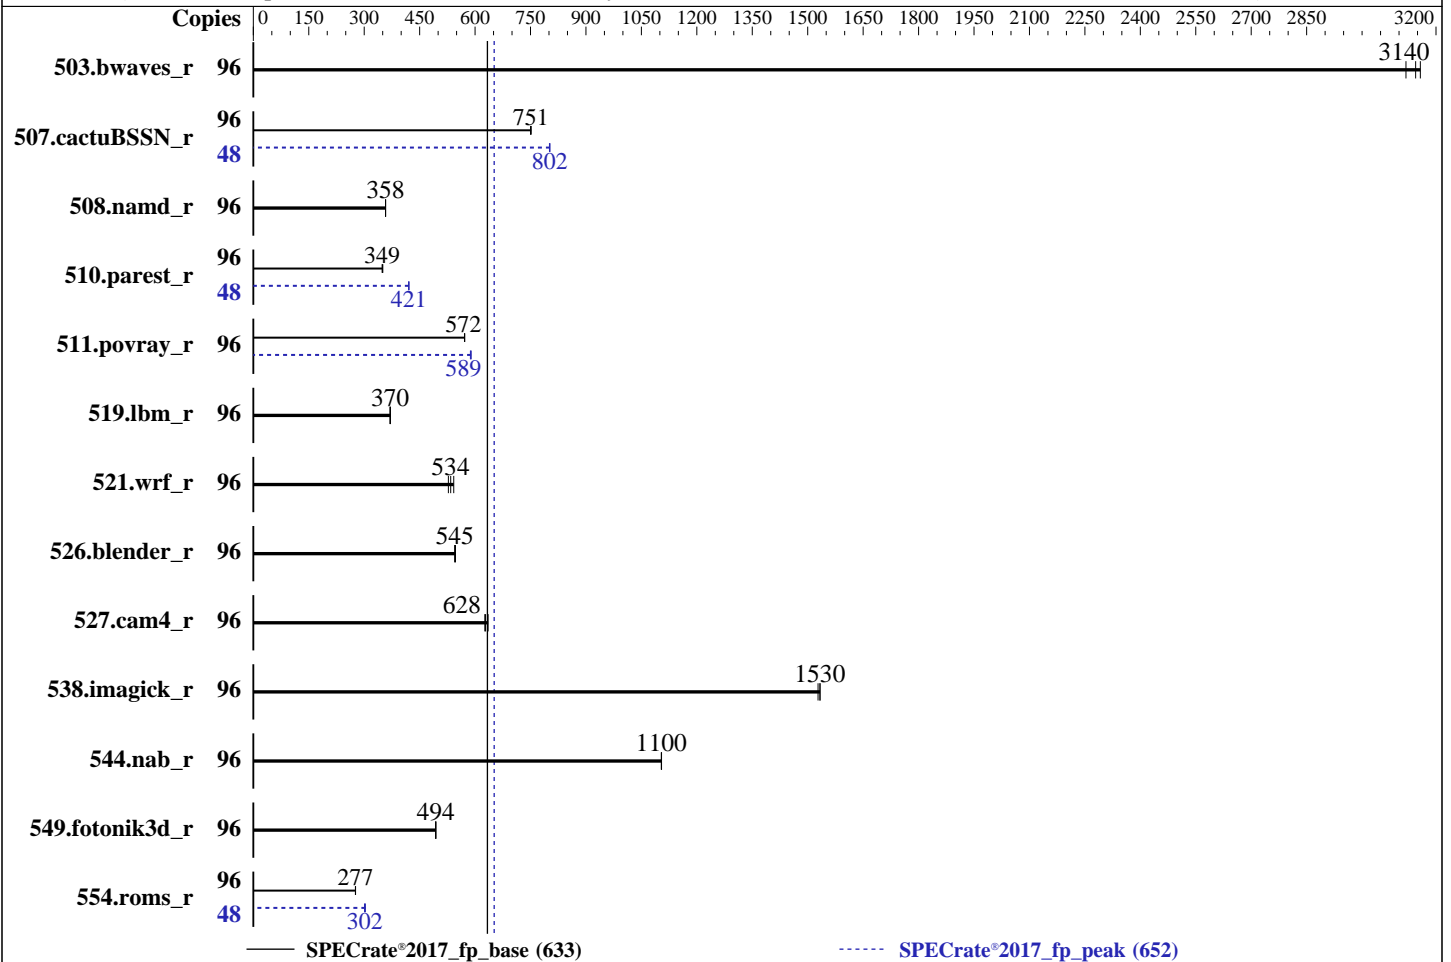 Copies 0 150 300 450 600 750 900 1050 1200 1350 1500 1650 1800 1950 2100 2250 2400 2550 2700 2850 3200
503.bwaves_r 96 3140
507.cactuBSSN_r 96 751
48 802
508.namd_r 96 358
510.parest_r 96 349
48 421
511.povray_r 96 572
589
519.lbm_r 96 370
521.wrf_r 96 534
526.blender_r 96 545
527.cam4_r 96 628
538.imagick_r 96 1530
544.nab_r 96 1100
549.fotonik3d_r 96 494
554.roms_r 96 277
48 302
SPECrate®2017_fp_base (633) SPECrate®2017_fp_peak (652)